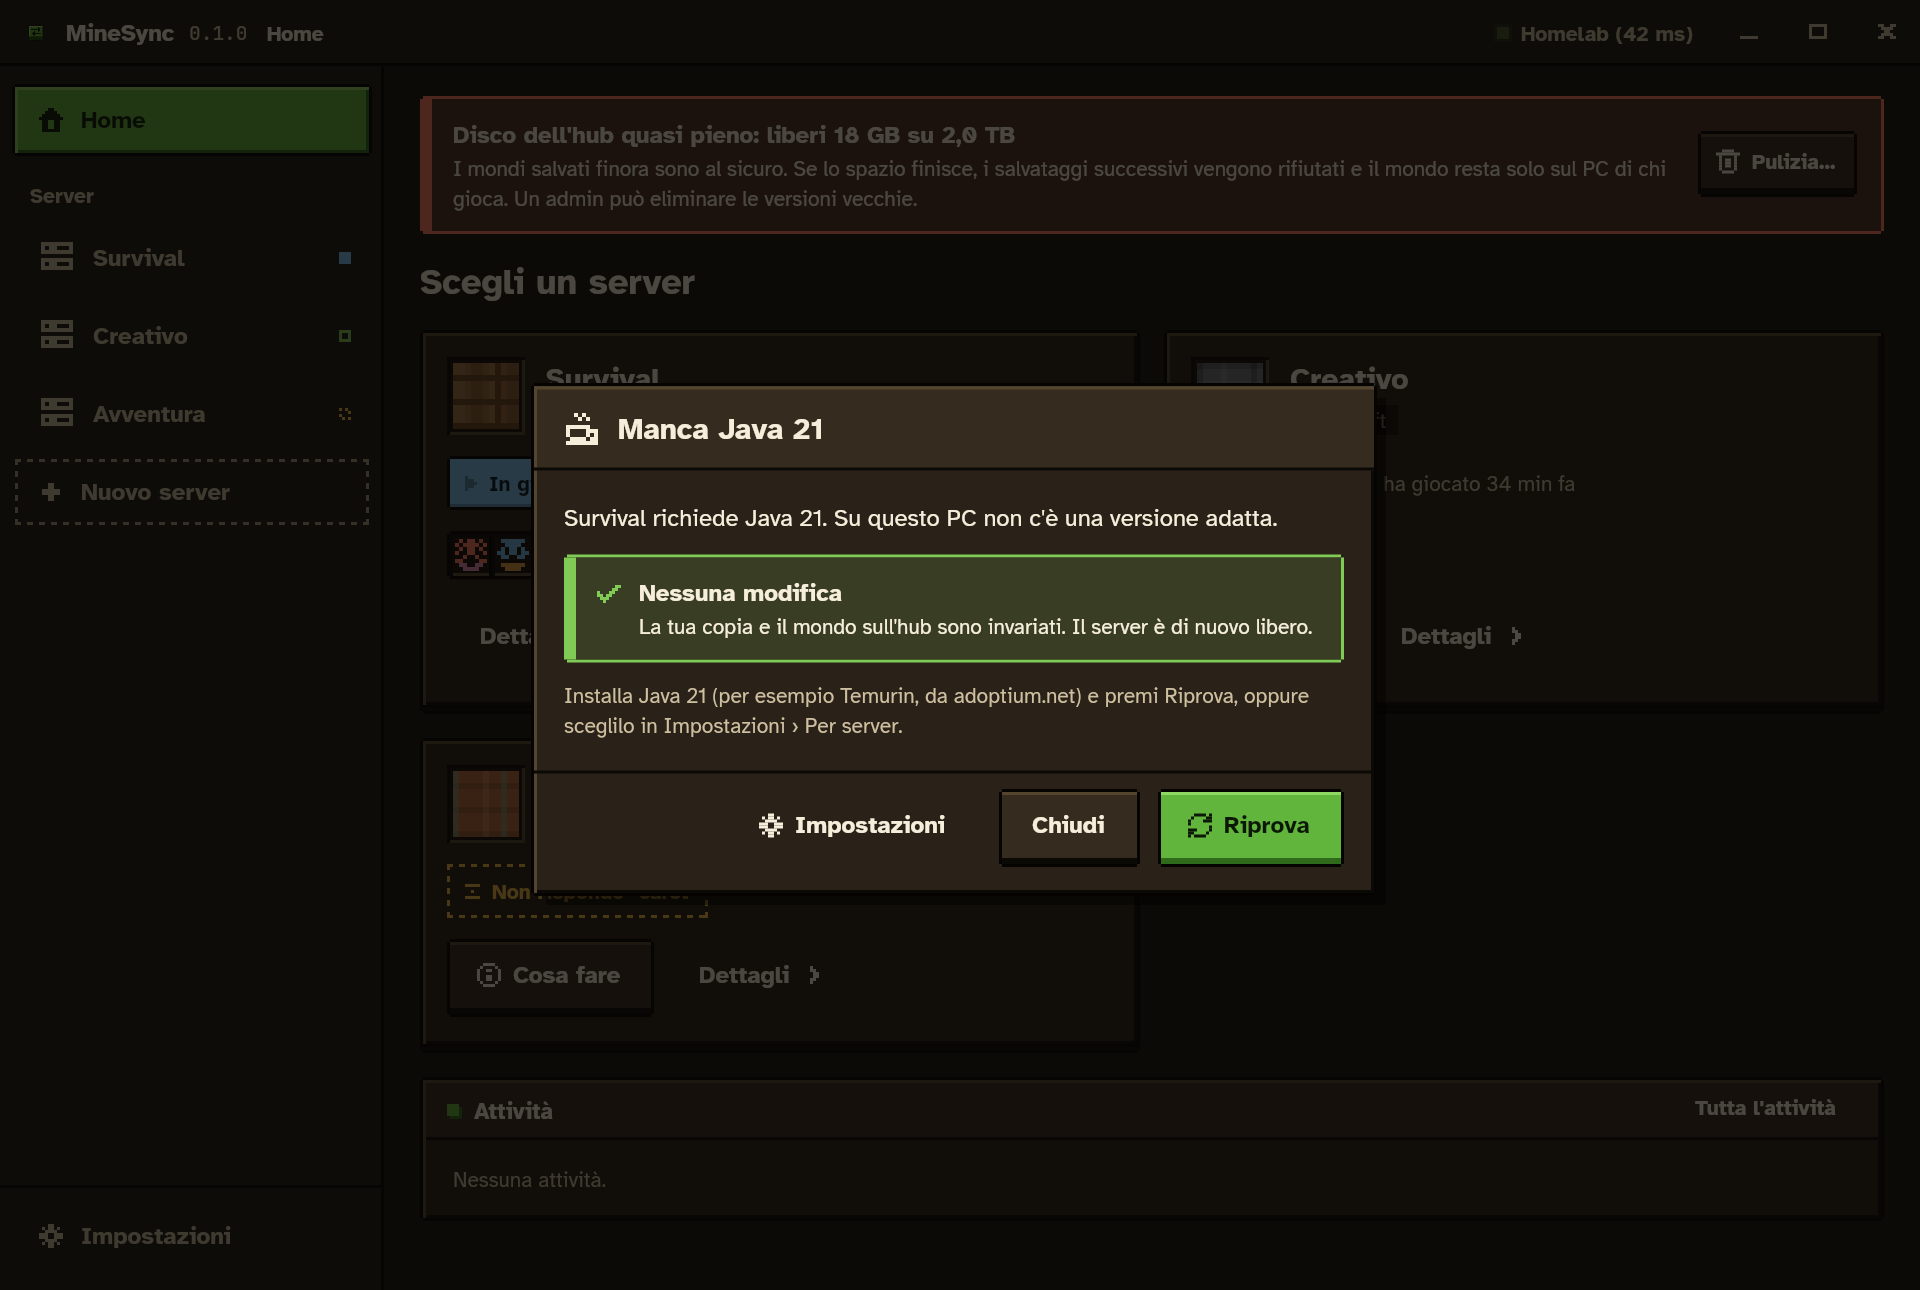 MineSync 0.1.0 Home
Homelab (42 ms)
Home
Server
Survival
Creativo
Avventura
Nuovo server
Impostazioni
Disco dell'hub quasi pieno: liberi 18 GB su 2,0 TB
I mondi salvati finora sono al sicuro. Se lo spazio finisce, i salvataggi successivi vengono rifiutati e il mondo resta solo sul PC di chi
gioca. Un admin può eliminare le versioni vecchie.
Pulizia...
Scegli un server
Survival
In g
Dett
Creativo
ha giocato 34 min fa
Dettagli
Manca Java 21
Survival richiede Java 21. Su questo PC non c'è una versione adatta.
Nessuna modifica
La tua copia e il mondo sull'hub sono invariati. Il server è di nuovo libero.
Installa Java 21 (per esempio Temurin, da adoptium.net) e premi Riprova, oppure
sceglilo in Impostazioni › Per server.
Impostazioni
Chiudi
Riprova
Non
Cosa fare
Dettagli
Attività
Tutta l'attività
Nessuna attività.